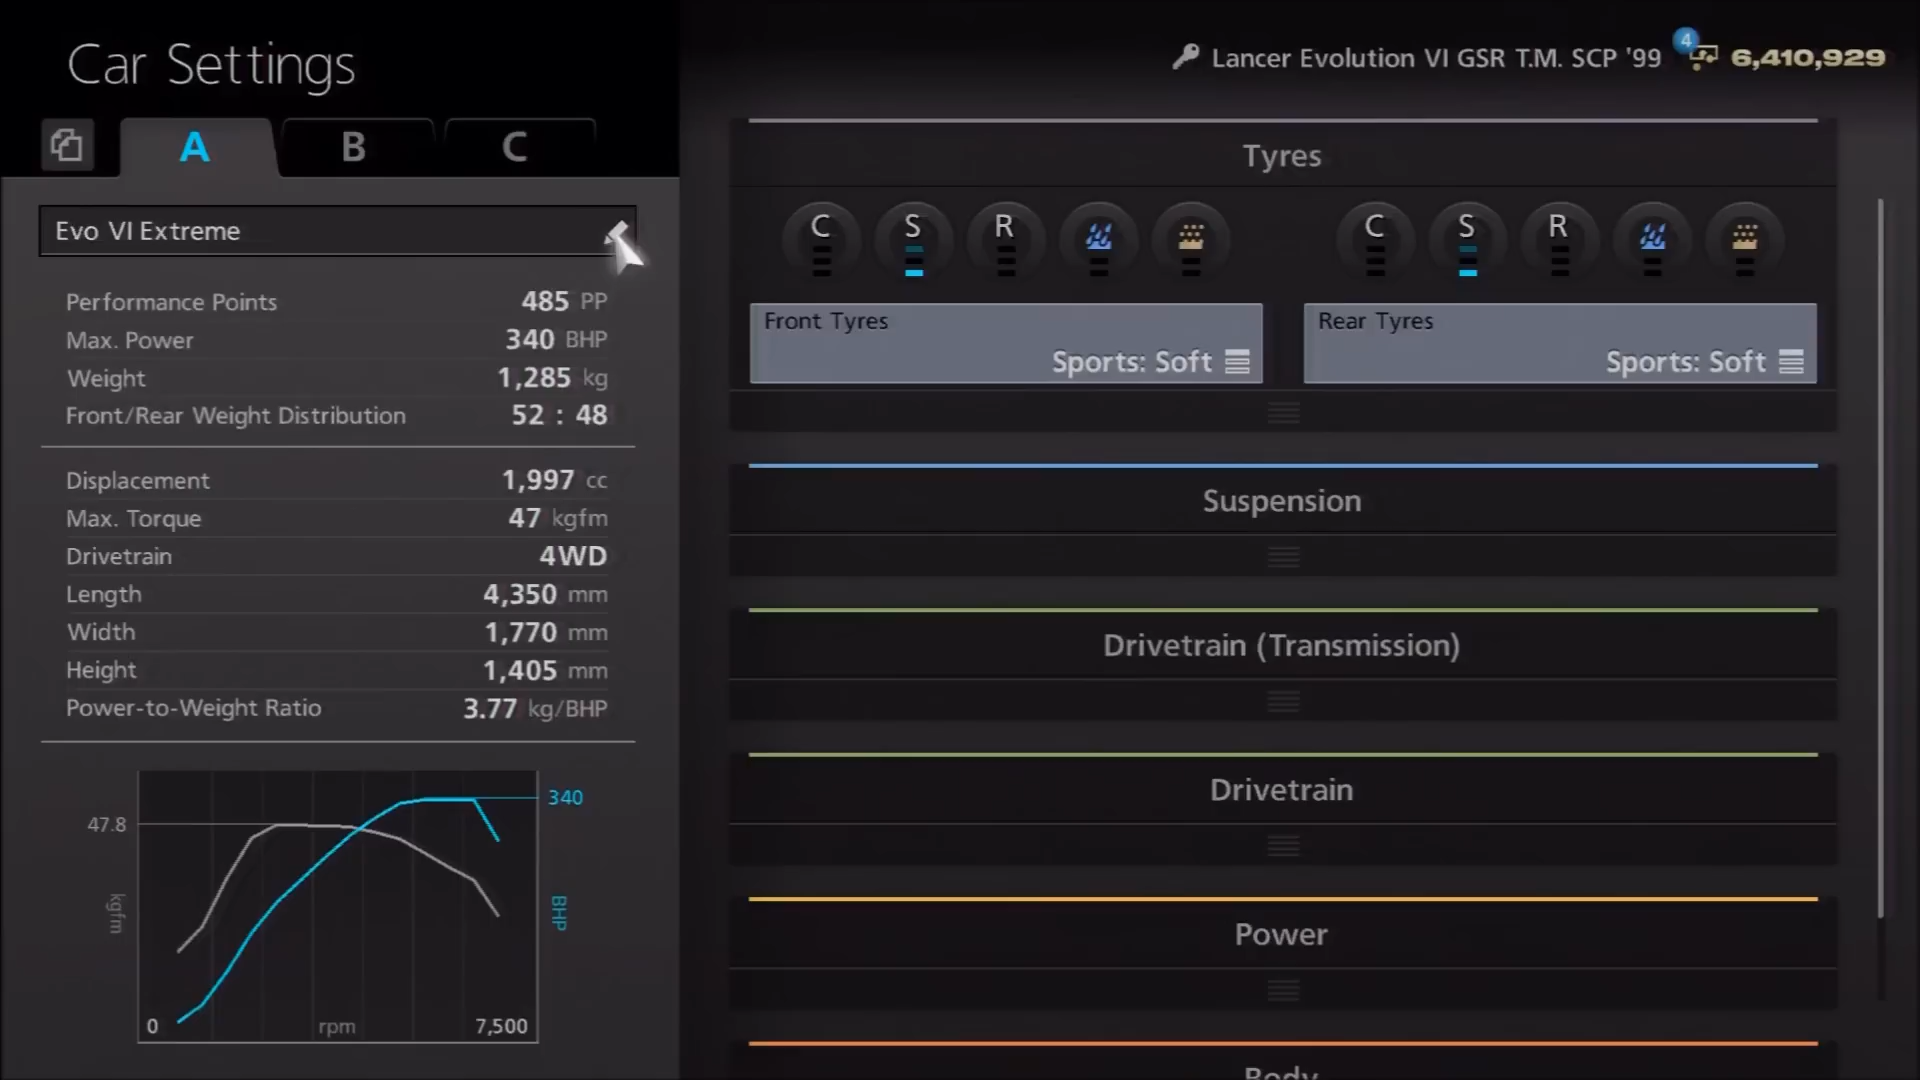 Car Settings
Lancer Evolution VI GSR T.M. SCP '99
4
6,410,929
A
B
C
Evo VI Extreme
Performance Points 485 PP
Max. Power 340 BHP
Weight 1,285 kg
Front/Rear Weight Distribution 52 : 48
Displacement 1,997 cc
Max. Torque 47 kgfm
Drivetrain 4WD
Length 4,350 mm
Width 1,770 mm
Height 1,405 mm
Power-to-Weight Ratio 3.77 kg/BHP
340
47.8
kgfm
BHP
0 rpm 7,500
Tyres
C S R
C S R
Front Tyres
Sports: Soft
Rear Tyres
Sports: Soft
Suspension
Drivetrain (Transmission)
Drivetrain
Power
Body